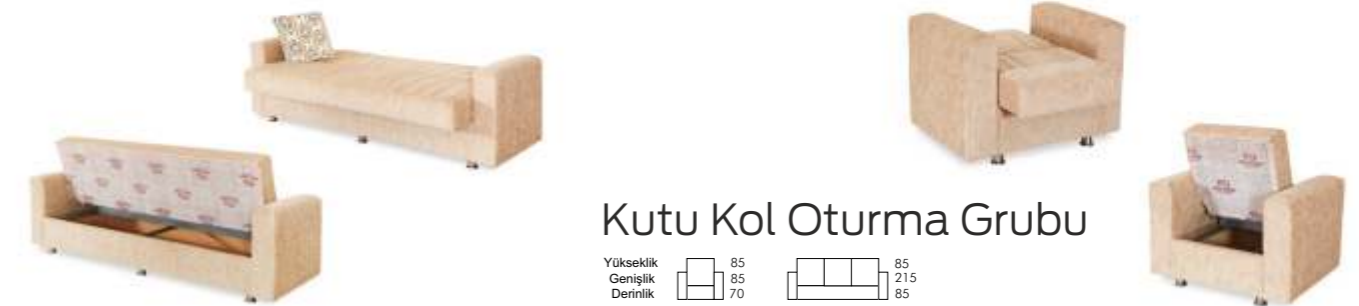 Kutu Kol Oturma Grubu
Yükseklik 85 85
Genişlik 85 215
Derinlik 70 85